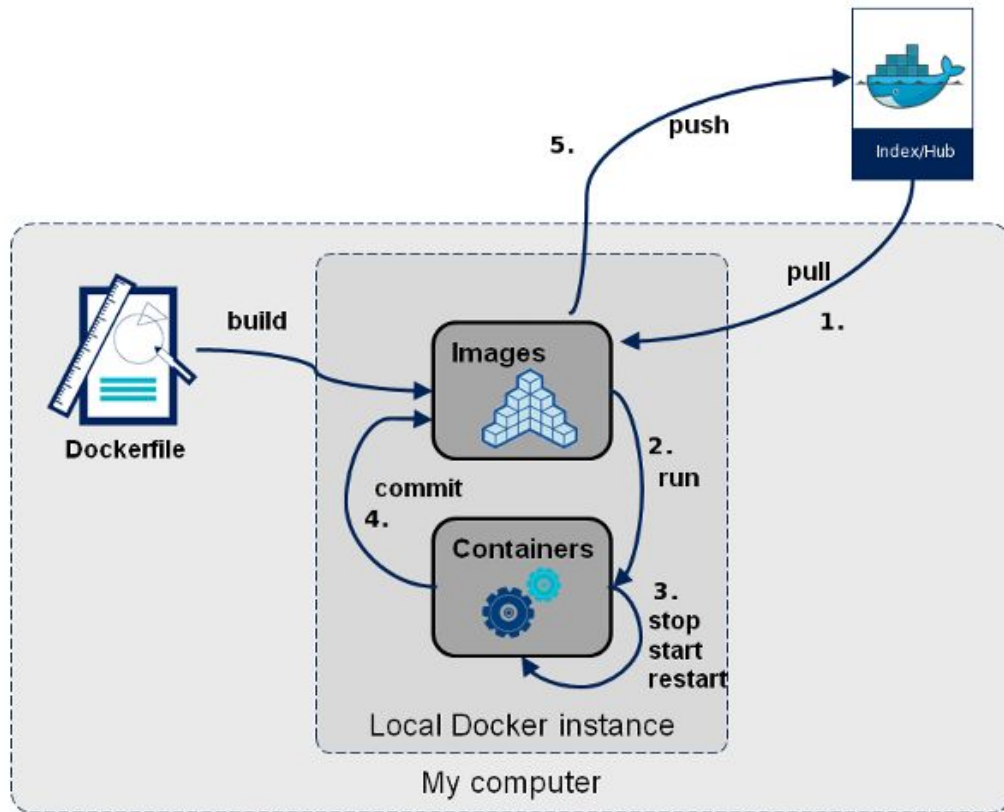 5.
push
Index/Hub
pull
1.
build
Images
Dockerfile
2.
run
commit
4.
Containers
3.
stop
start
restart
Local Docker instance
My computer